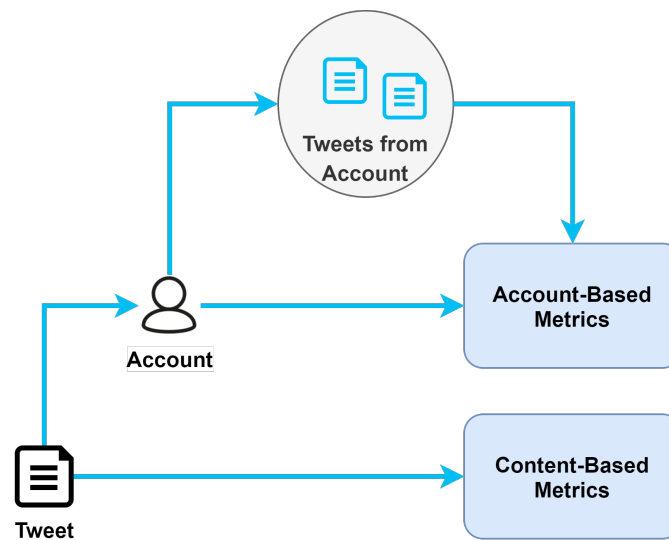 Tweets from
Account
Account-Based
Metrics
Account
Content-Based
Metrics
Tweet